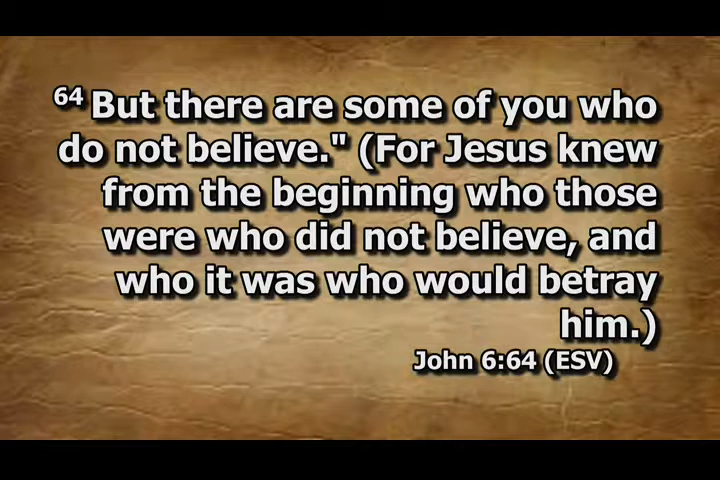 64 But there are some of you who
do not believe." (For Jesus knew
from the beginning who those
were who did not believe, and
who it was who would betray
him.)
John 6:64 (ESV)